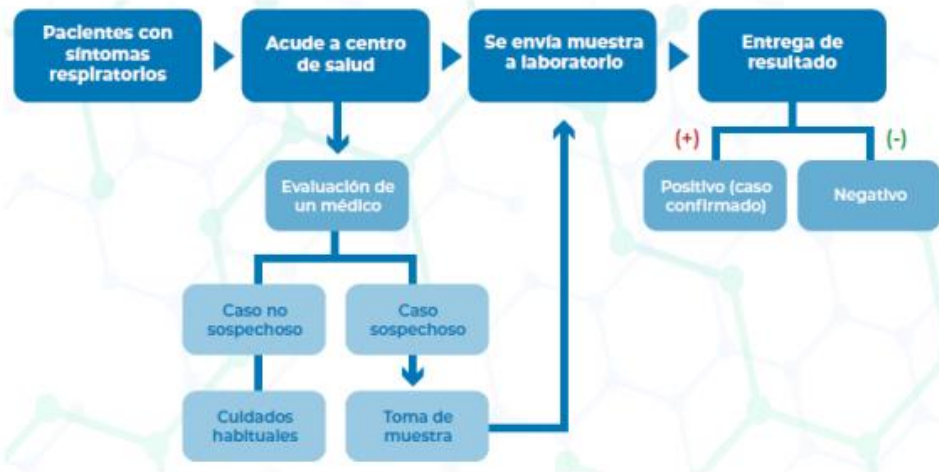 Pacientes con
síntomas
respiratorios
Acude a centro
de salud
Se envía muestra
a laboratorio
Entrega de
resultado
(+)
(-)
Evaluación de
un médico
Positivo (caso
confirmado)
Negativo
Caso no
sospechoso
Caso
sospechoso
Cuidados
habituales
Toma de
muestra